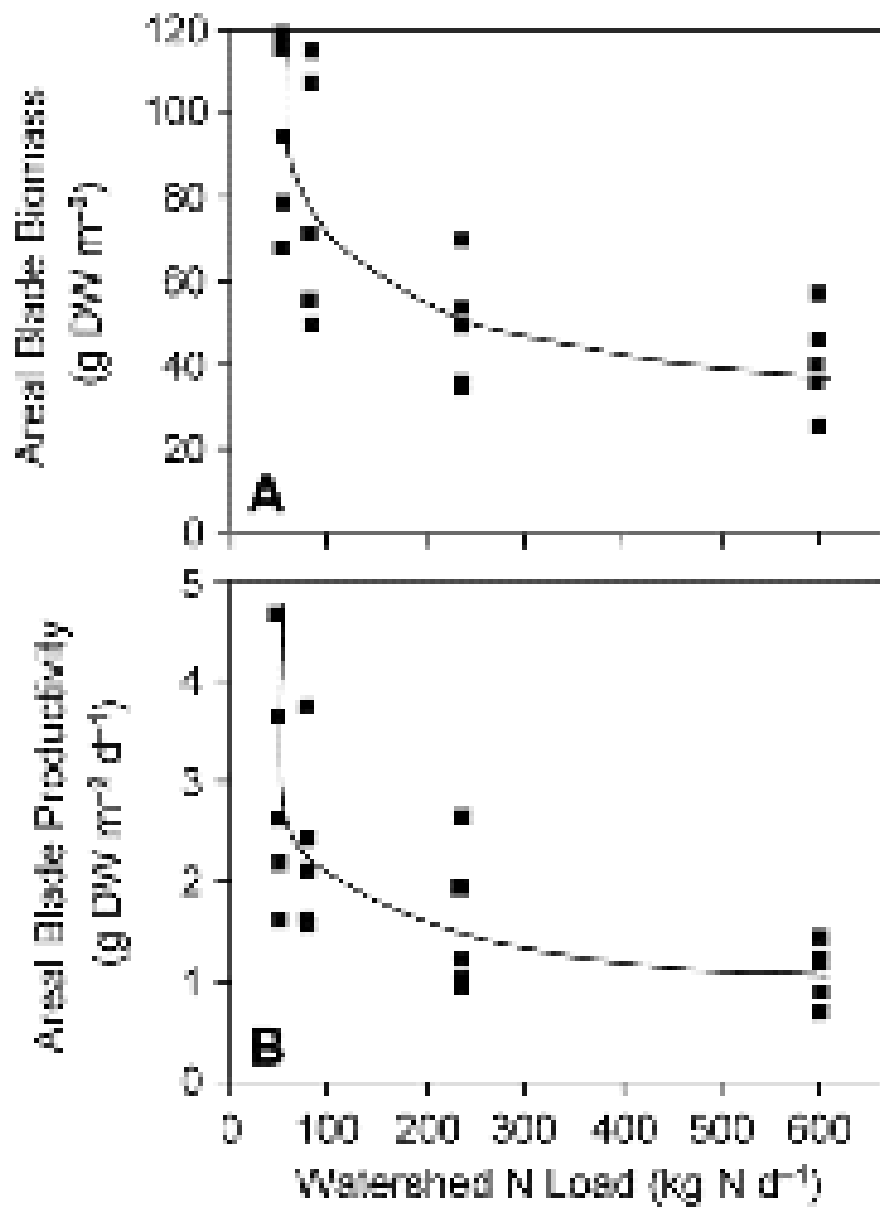 120
100
80
60
40
20
0
Areal Blade Biomass
(g DW m⁻²)
A
5
4
3
2
1
0
Areal Blade Productivity
(g DW m⁻² d⁻¹)
B
0 100 200 300 400 500 600
Watershed N Load (kg N d⁻¹)